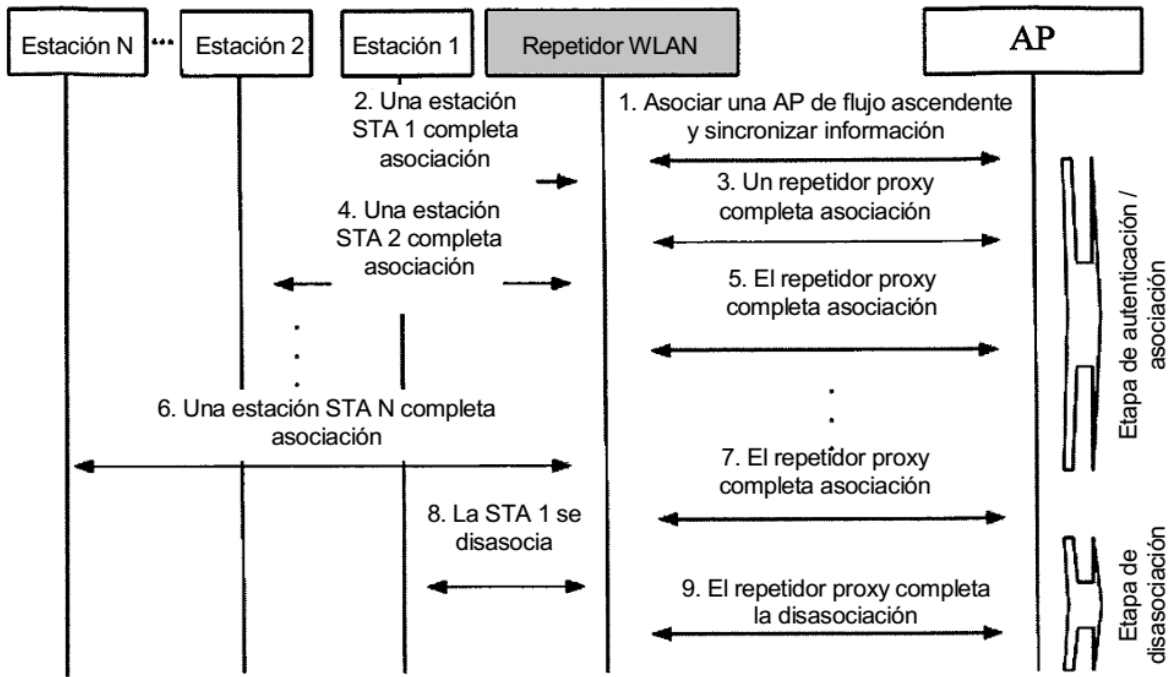 Estación N
...
Estación 2
Estación 1
Repetidor WLAN
AP
1. Asociar una AP de flujo ascendente
y sincronizar información
2. Una estación
STA 1 completa
asociación
3. Un repetidor proxy
completa asociación
4. Una estación
STA 2 completa
asociación
5. El repetidor proxy
completa asociación
6. Una estación STA N completa
asociación
7. El repetidor proxy
completa asociación
8. La STA 1 se
disasocia
9. El repetidor proxy completa
la disasociación
Etapa de autenticación /
asociación
Etapa de
disasociación